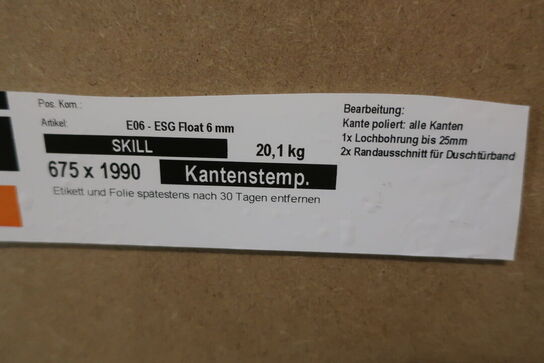 Pos. Kom.:
Artikel: E06 - ESG Float 6 mm
SKILL 20,1 kg
675 x 1990 Kantenstemp.
Etikett und Folie spätestens nach 30 Tagen entfernen
Bearbeitung:
Kante poliert: alle Kanten
1x Lochbohrung bis 25mm
2x Randausschnitt für Duschtürband